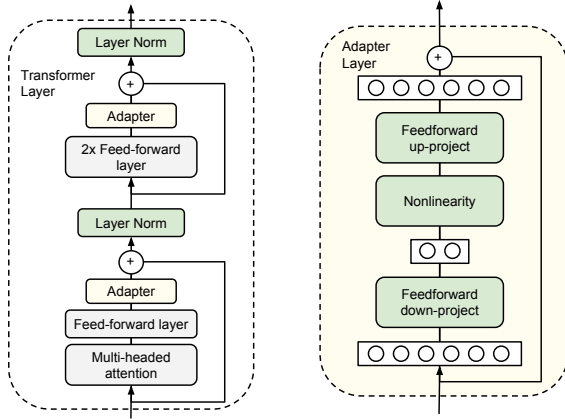 Layer Norm
Transformer
Layer
+
Adapter
2x Feed-forward
layer
Layer Norm
+
Adapter
Feed-forward layer
Multi-headed
attention
Adapter
Layer
+
Feedforward
up-project
Nonlinearity
Feedforward
down-project